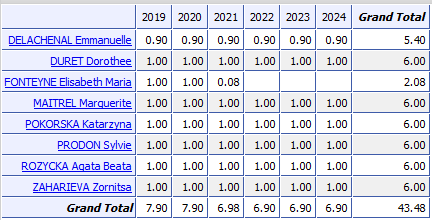 2019 2020 2021 2022 2023 2024 Grand Total
DELACHENAL Emmanuelle 0.90 0.90 0.90 0.90 0.90 0.90 5.40
DURET Dorothee 1.00 1.00 1.00 1.00 1.00 1.00 6.00
FONTEYNE Elisabeth Maria 1.00 1.00 0.08 2.08
MAITREL Marguerite 1.00 1.00 1.00 1.00 1.00 1.00 6.00
POKORSKA Katarzyna 1.00 1.00 1.00 1.00 1.00 1.00 6.00
PRODON Sylvie 1.00 1.00 1.00 1.00 1.00 1.00 6.00
ROZYCKA Agata Beata 1.00 1.00 1.00 1.00 1.00 1.00 6.00
ZAHARIEVA Zornitsa 1.00 1.00 1.00 1.00 1.00 1.00 6.00
Grand Total 7.90 7.90 6.98 6.90 6.90 6.90 43.48